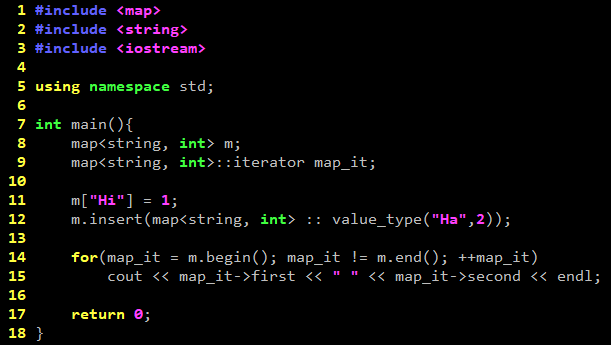 1 #include <map>
2 #include <string>
3 #include <iostream>
4
5 using namespace std;
6
7 int main(){
8     map<string, int> m;
9     map<string, int>::iterator map_it;
10
11     m["Hi"] = 1;
12     m.insert(map<string, int> :: value_type("Ha",2));
13
14     for(map_it = m.begin(); map_it != m.end(); ++map_it)
15         cout << map_it->first << " " << map_it->second << endl;
16
17     return 0;
18 }